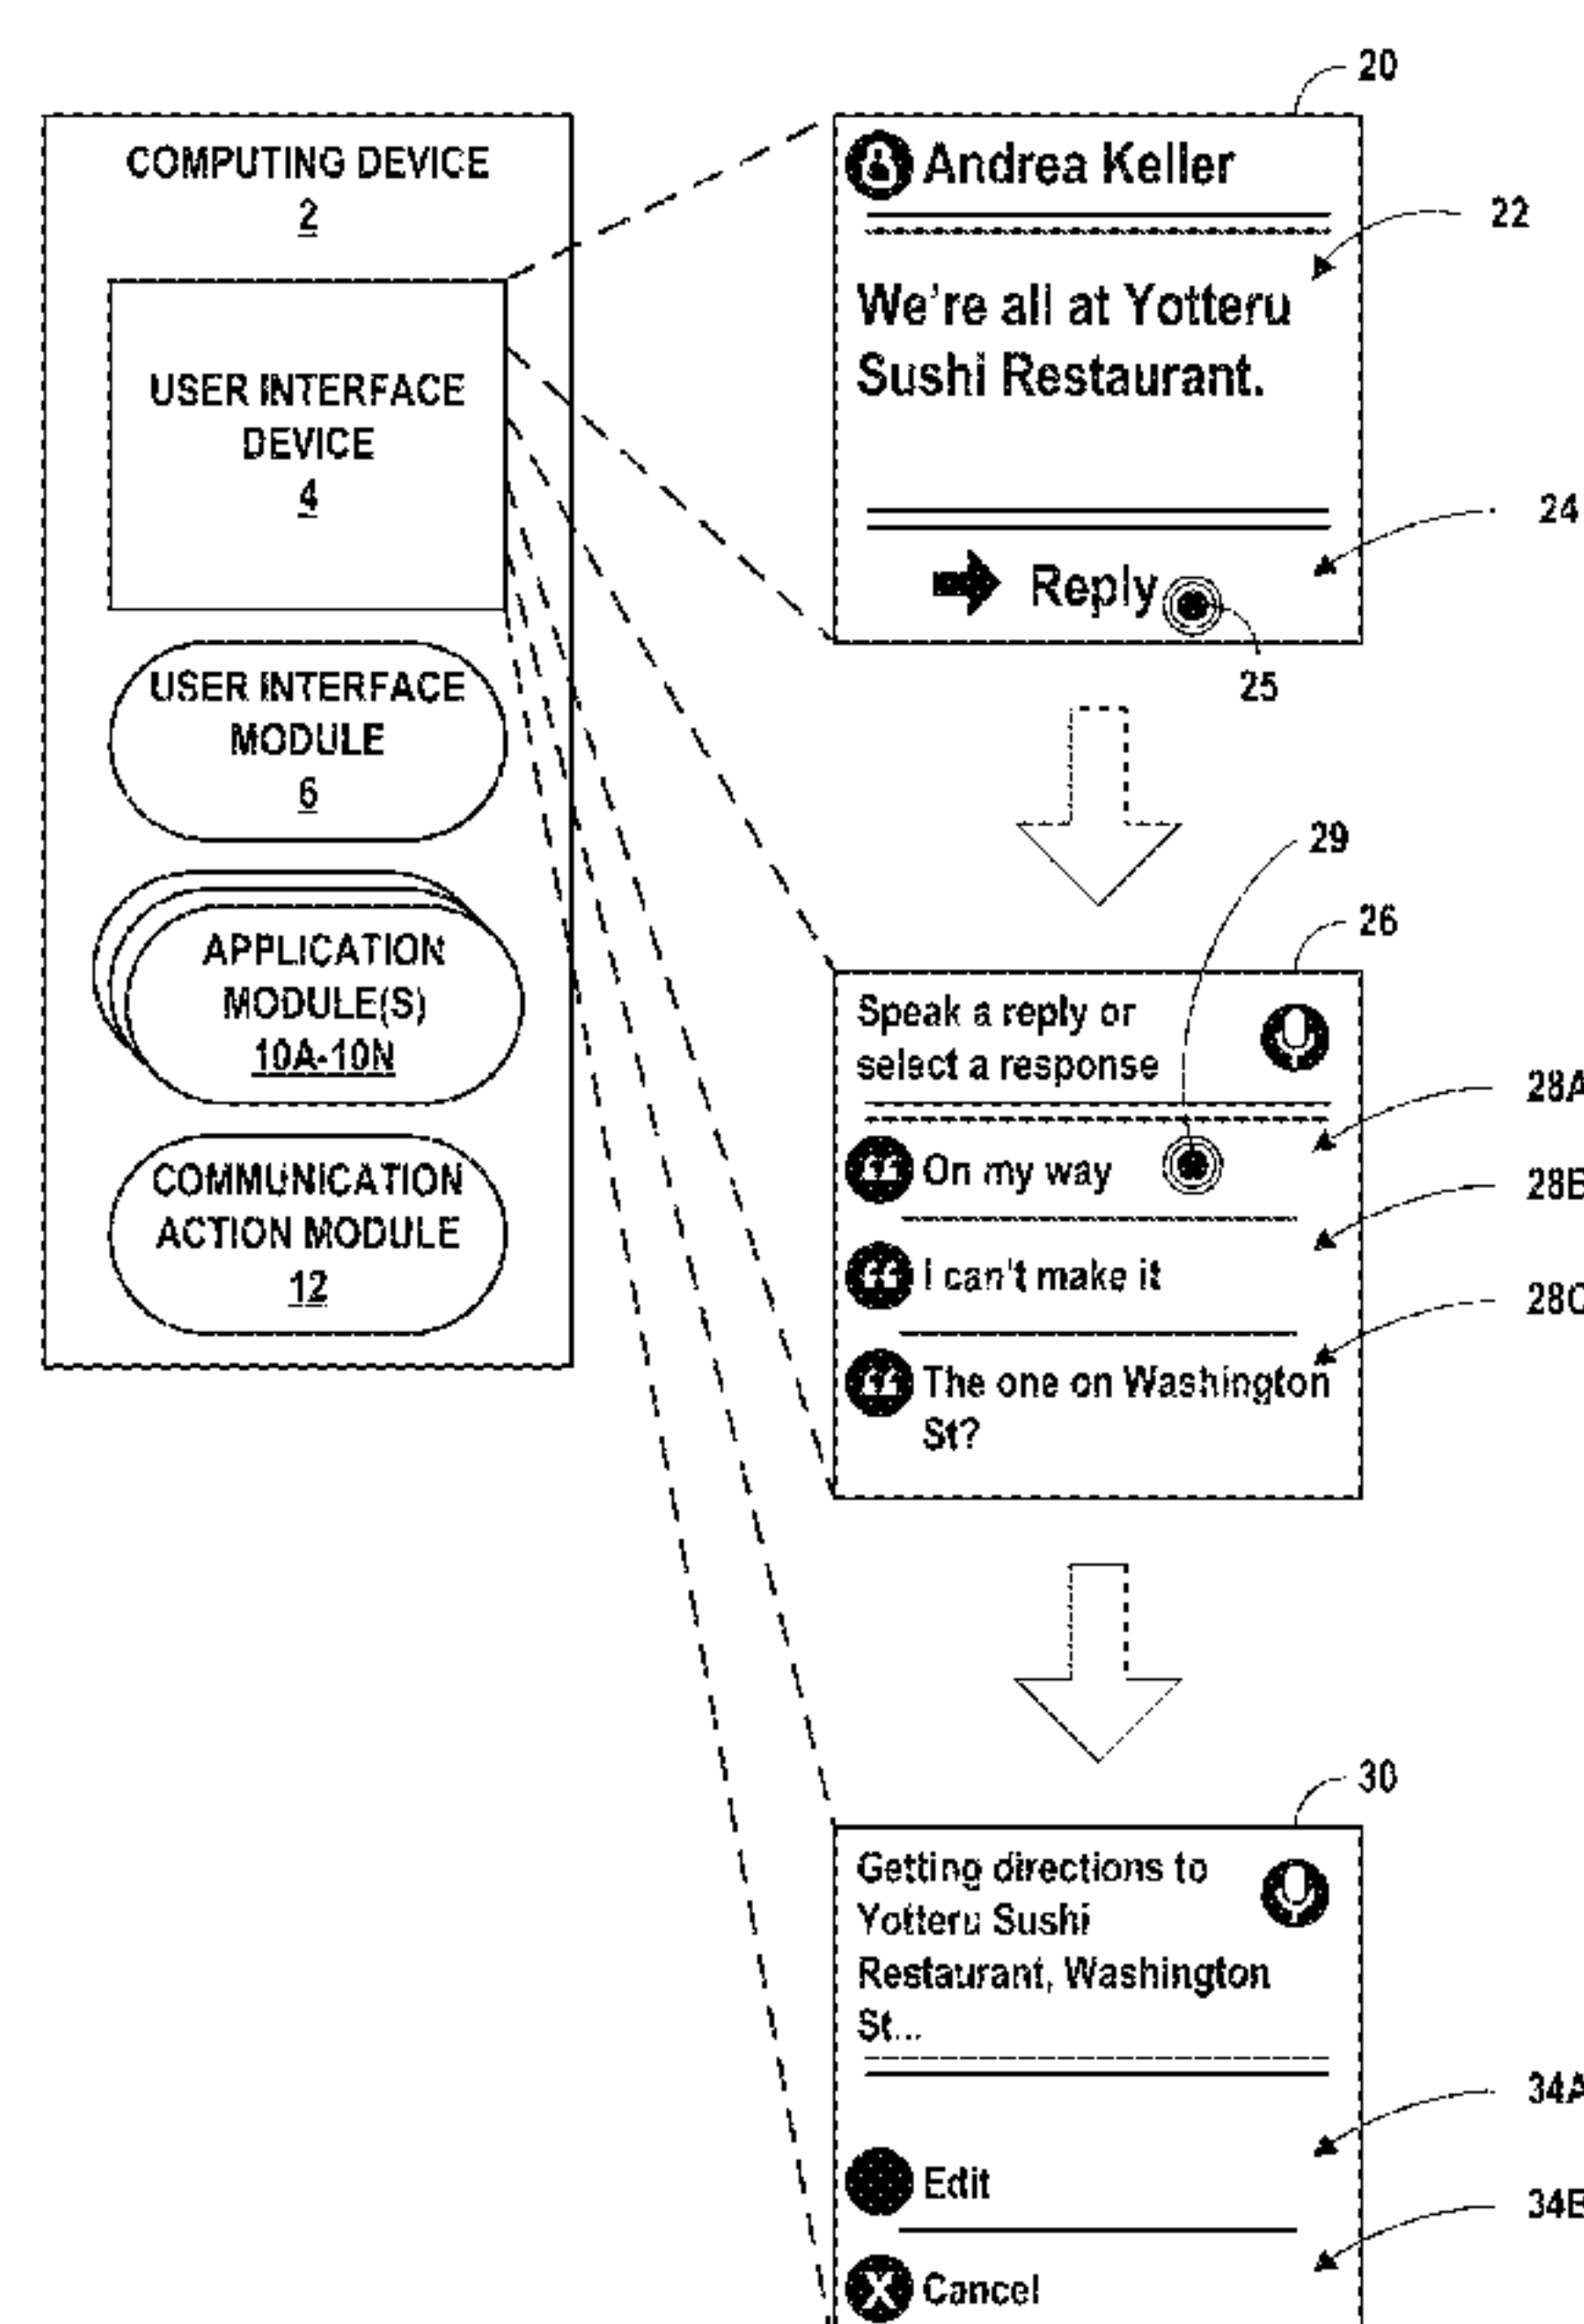 COMPUTING DEVICE
2
USER INTERFACE
DEVICE
4
USER INTERFACE
MODULE
6
APPLICATION
MODULE(S)
10A-10N
COMMUNICATION
ACTION MODULE
12
20
Andrea Keller
22
We're all at Yotteru
Sushi Restaurant.
24
Reply
25
29
26
Speak a reply or
select a response
28A
On my way
28B
I can't make it
28C
The one on Washington
St?
30
Getting directions to
Yotteru Sushi
Restaurant, Washington
St...
34A
Edit
34B
Cancel